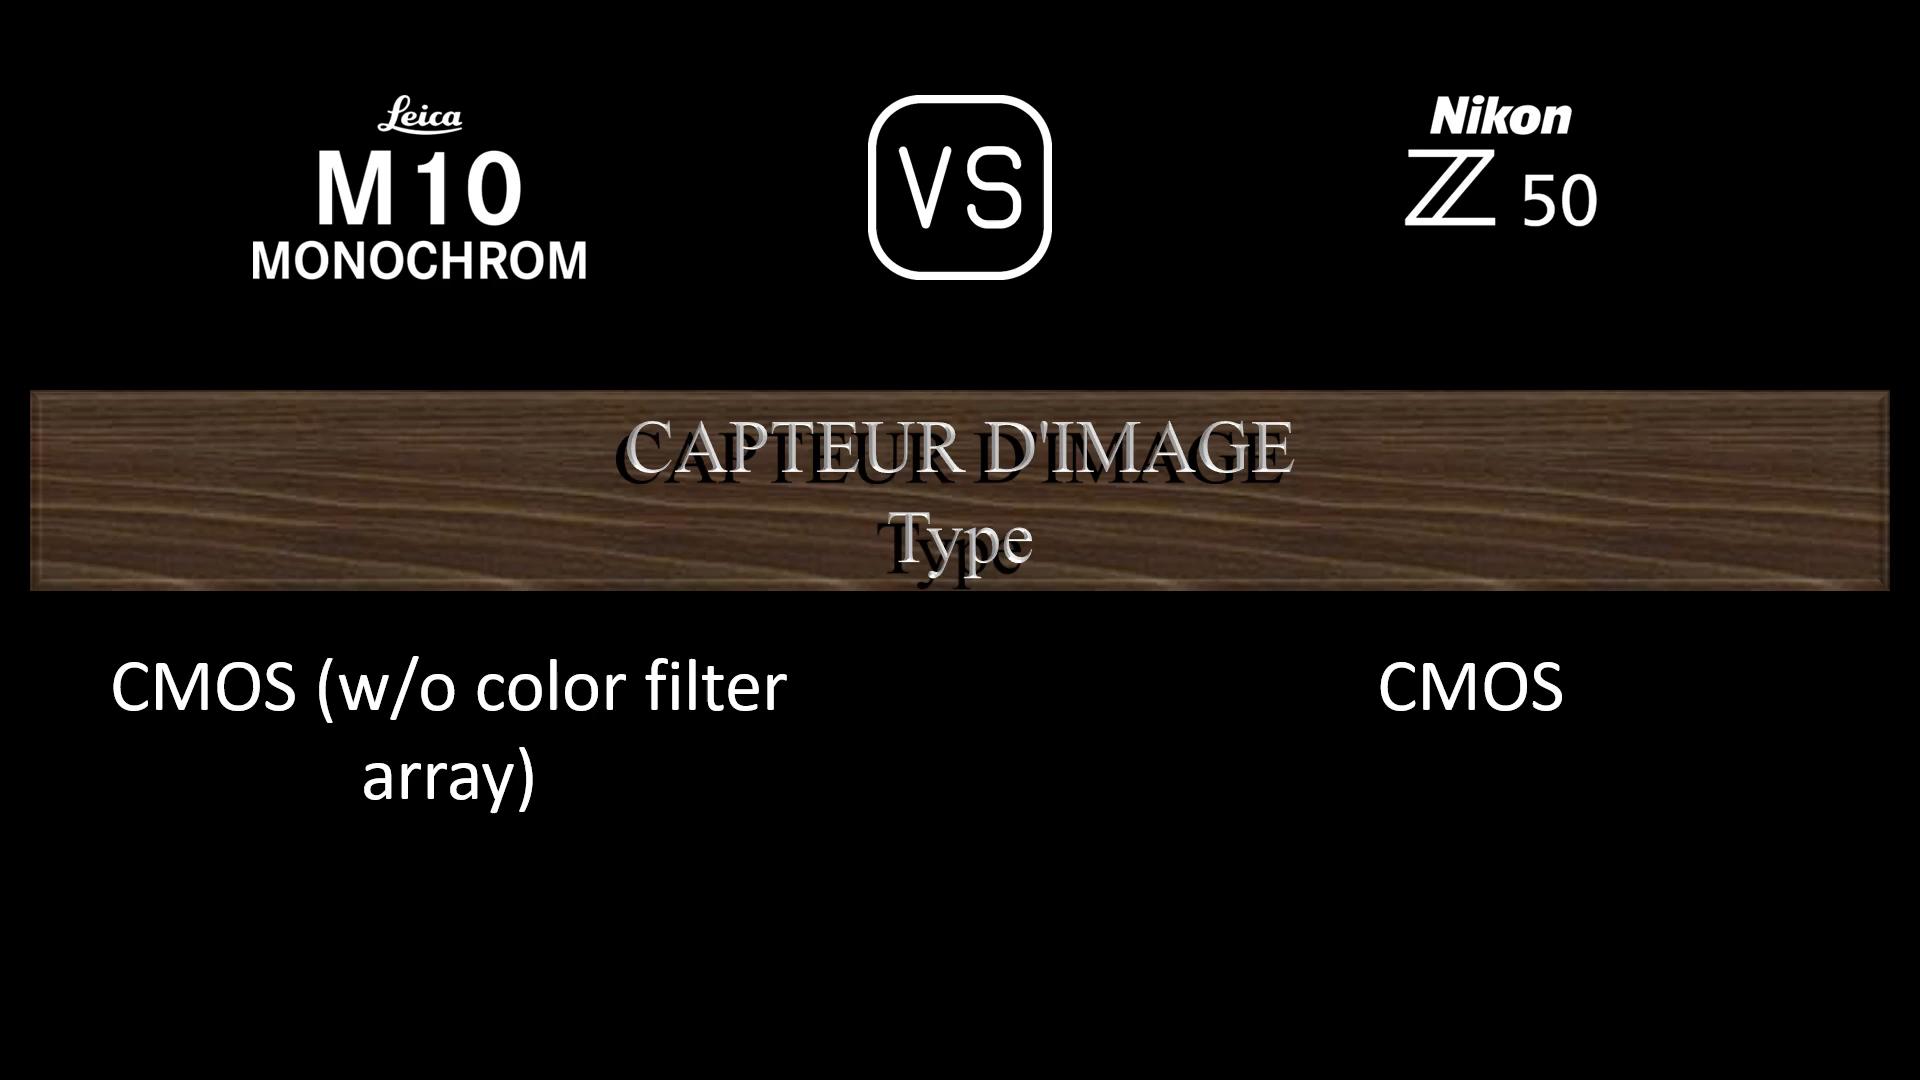 Leica
M10
MONOCHROM
VS
Nikon
Z 50
CAPTEUR D'IMAGE
Type
CMOS (w/o color filter
array)
CMOS